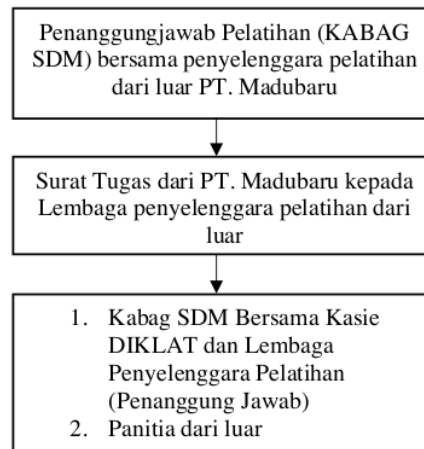 Penanggungjawab Pelatihan (KABAG
SDM) bersama penyelenggara pelatihan
dari luar PT. Madubaru
Surat Tugas dari PT. Madubaru kepada
Lembaga penyelenggara pelatihan dari
luar
1. Kabag SDM Bersama Kasie
DIKLAT dan Lembaga
Penyelenggara Pelatihan
(Penanggung Jawab)
2. Panitia dari luar